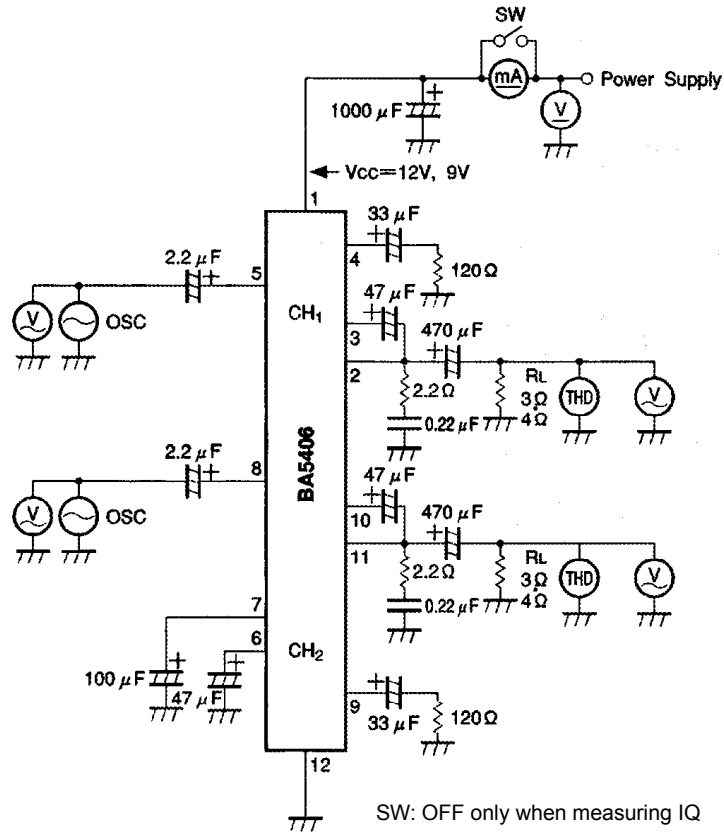 SW
mA
Power Supply
1000 μF
+
V
Vcc=12V, 9V
1
33 μF
+
2.2 μF
+
4
5
120Ω
V
OSC
CH1
47 μF
+
3
470 μF
+
2
2.2Ω
RL
3Ω
4Ω
THD
V
0.22 μF
2.2 μF
+
8
47 μF
+
BA5406
10
470 μF
+
V
OSC
11
2.2Ω
RL
3Ω
4Ω
THD
V
0.22 μF
7
6
CH2
+
+
100 μF
47 μF
+
9
33 μF
120Ω
12
SW: OFF only when measuring IQ